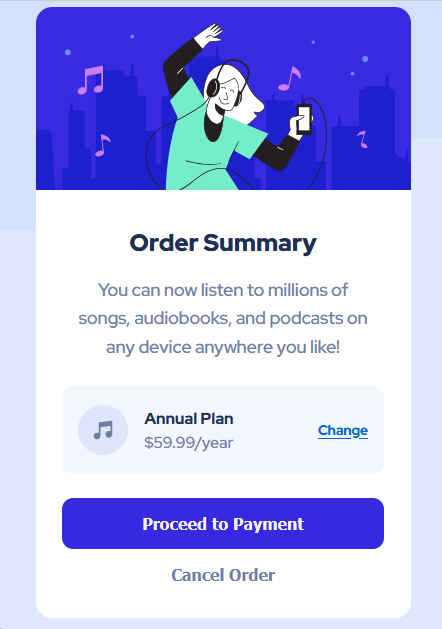 Order Summary
You can now listen to millions of
songs, audiobooks, and podcasts on
any device anywhere you like!
Annual Plan
$59.99/year
Change
Proceed to Payment
Cancel Order